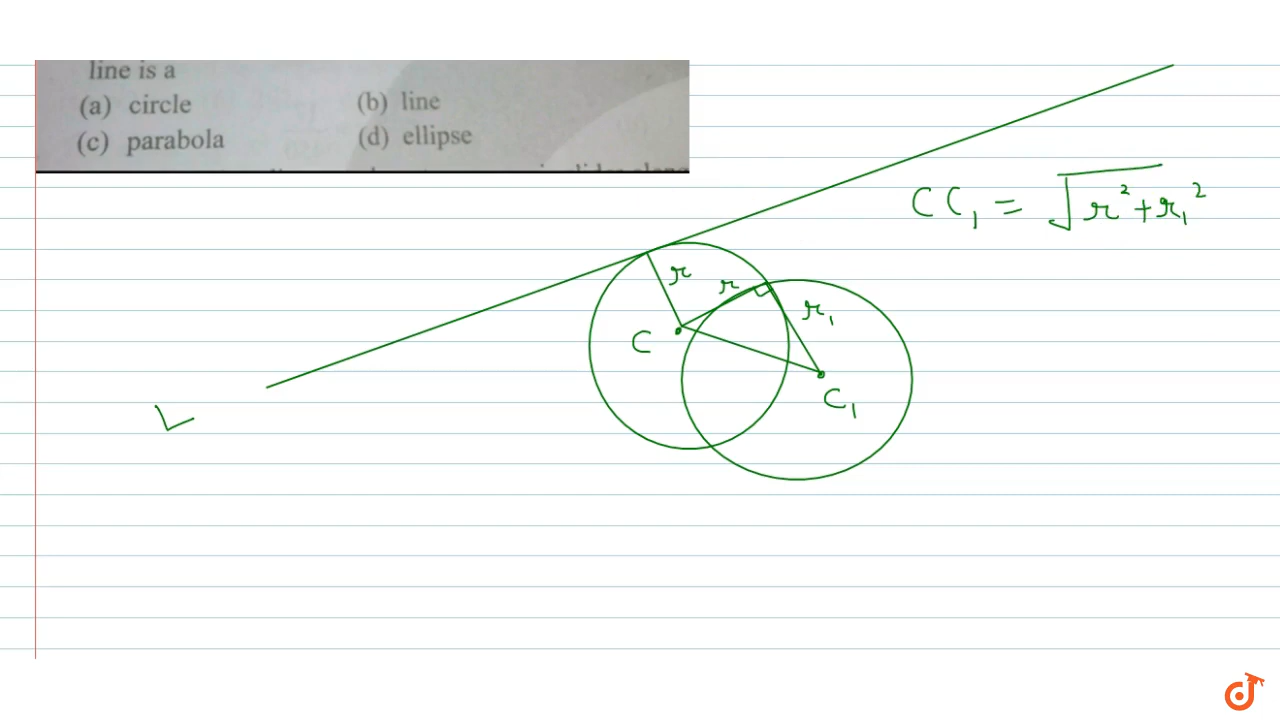 line is a
(a) circle (b) line
(c) parabola (d) ellipse
CC₁ = √r² + r₁²
r
r
r₁
C
C₁
L